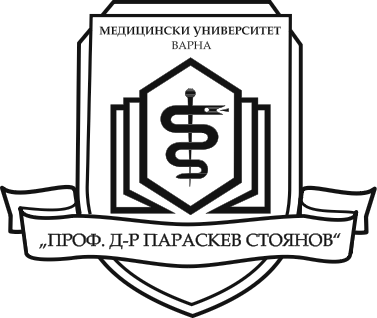 МЕДИЦИНСКИ УНИВЕРСИТЕТ
ВАРНА
„ПРОФ. Д-Р ПАРАСКЕВ СТОЯНОВ“